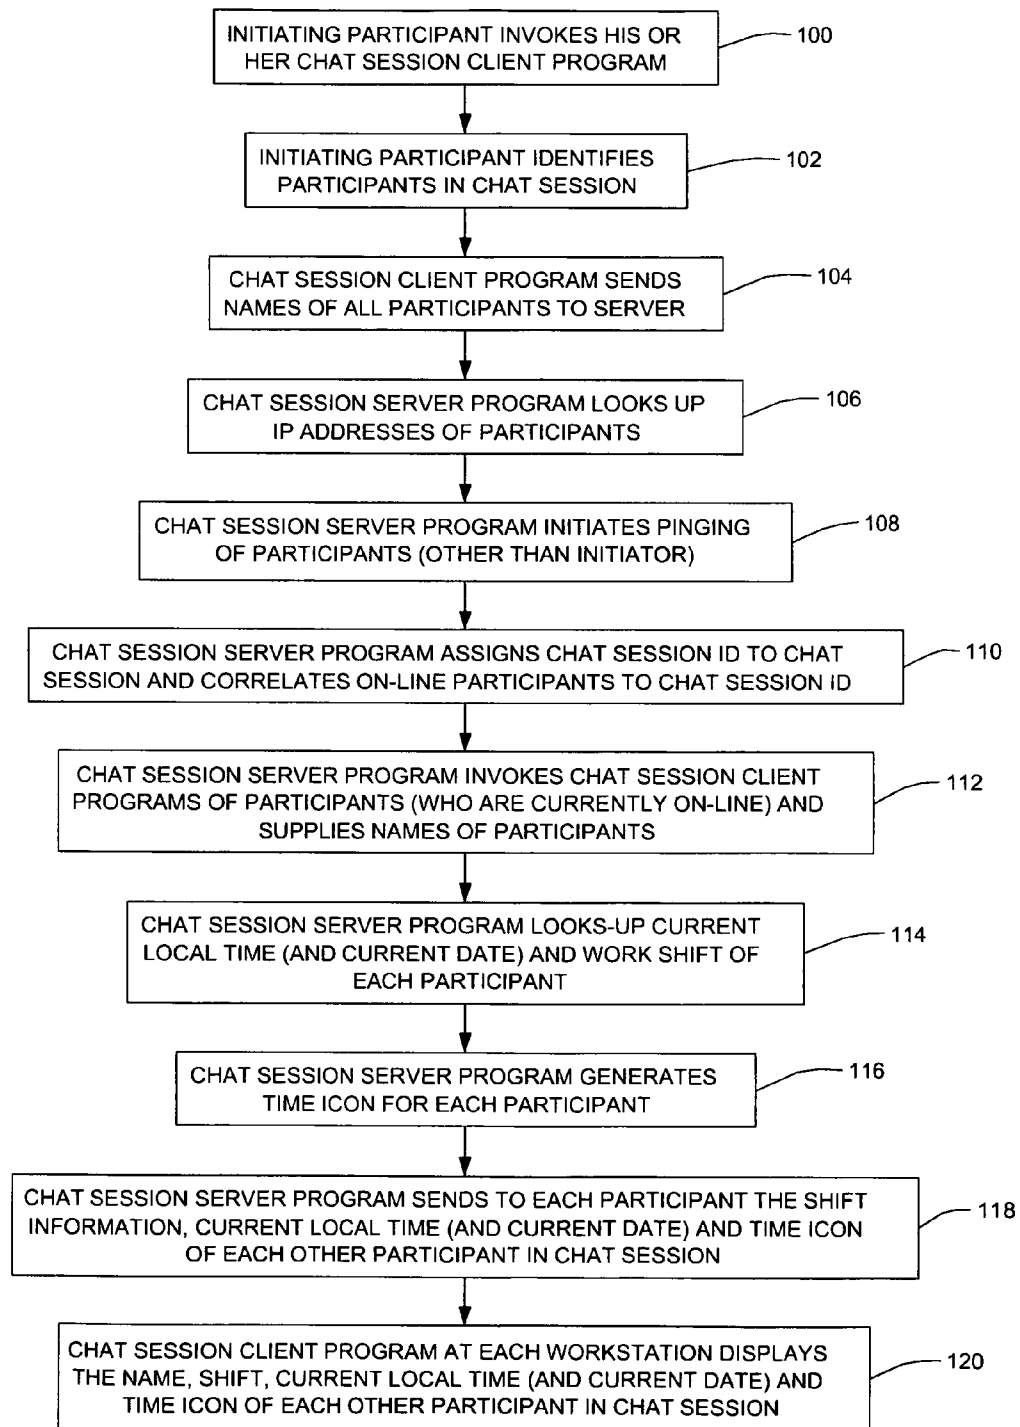 INITIATING PARTICIPANT INVOKES HIS OR
HER CHAT SESSION CLIENT PROGRAM
100
INITIATING PARTICIPANT IDENTIFIES
PARTICIPANTS IN CHAT SESSION
102
CHAT SESSION CLIENT PROGRAM SENDS
NAMES OF ALL PARTICIPANTS TO SERVER
104
CHAT SESSION SERVER PROGRAM LOOKS UP
IP ADDRESSES OF PARTICIPANTS
106
CHAT SESSION SERVER PROGRAM INITIATES PINGING
OF PARTICIPANTS (OTHER THAN INITIATOR)
108
CHAT SESSION SERVER PROGRAM ASSIGNS CHAT SESSION ID TO CHAT
SESSION AND CORRELATES ON-LINE PARTICIPANTS TO CHAT SESSION ID
110
CHAT SESSION SERVER PROGRAM INVOKES CHAT SESSION CLIENT
PROGRAMS OF PARTICIPANTS (WHO ARE CURRENTLY ON-LINE) AND
SUPPLIES NAMES OF PARTICIPANTS
112
CHAT SESSION SERVER PROGRAM LOOKS-UP CURRENT
LOCAL TIME (AND CURRENT DATE) AND WORK SHIFT OF
EACH PARTICIPANT
114
CHAT SESSION SERVER PROGRAM GENERATES
TIME ICON FOR EACH PARTICIPANT
116
CHAT SESSION SERVER PROGRAM SENDS TO EACH PARTICIPANT THE SHIFT
INFORMATION, CURRENT LOCAL TIME (AND CURRENT DATE) AND TIME ICON
OF EACH OTHER PARTICIPANT IN CHAT SESSION
118
CHAT SESSION CLIENT PROGRAM AT EACH WORKSTATION DISPLAYS
THE NAME, SHIFT, CURRENT LOCAL TIME (AND CURRENT DATE) AND
TIME ICON OF EACH OTHER PARTICIPANT IN CHAT SESSION
120